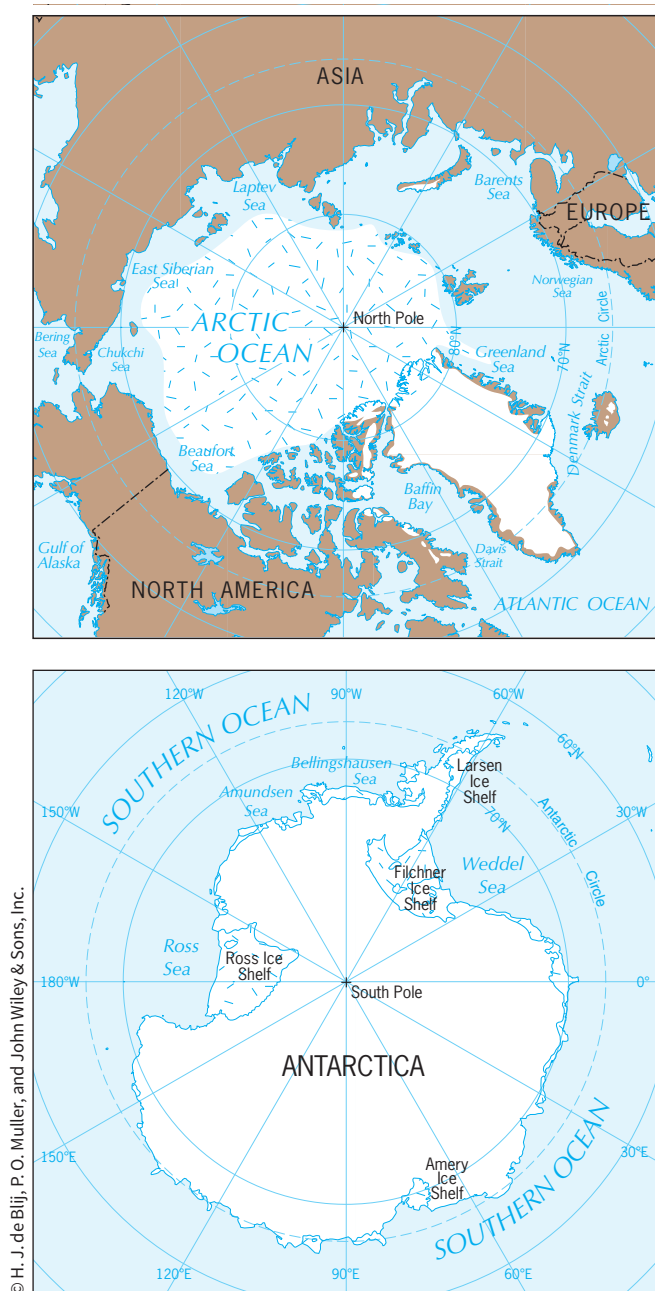 ASIA
Laptev
Sea
Barents
Sea
EUROPE
East Siberian
Sea
Norwegian
Sea
ARCTIC
OCEAN
North Pole
80°N
70°N
Arctic Circle
Bering
Sea
Chukchi
Sea
Greenland
Sea
Denmark Strait
Beaufort
Sea
Baffin
Bay
Davis
Strait
Gulf of
Alaska
NORTH AMERICA
ATLANTIC OCEAN
120°W
90°W
60°W
SOUTHERN OCEAN
60°N
Bellingshausen
Sea
Larsen
Ice
Shelf
Amundsen
Sea
150°W
70°N
Antarctic Circle
30°W
Weddel
Sea
Filchner
Ice
Shelf
Ross
Sea
Ross Ice
Shelf
180°W
South Pole
0°
ANTARCTICA
150°E
Amery
Ice
Shelf
SOUTHERN OCEAN
30°E
120°E
90°E
60°E
© H. J. de Blij, P. O. Muller, and John Wiley & Sons, Inc.